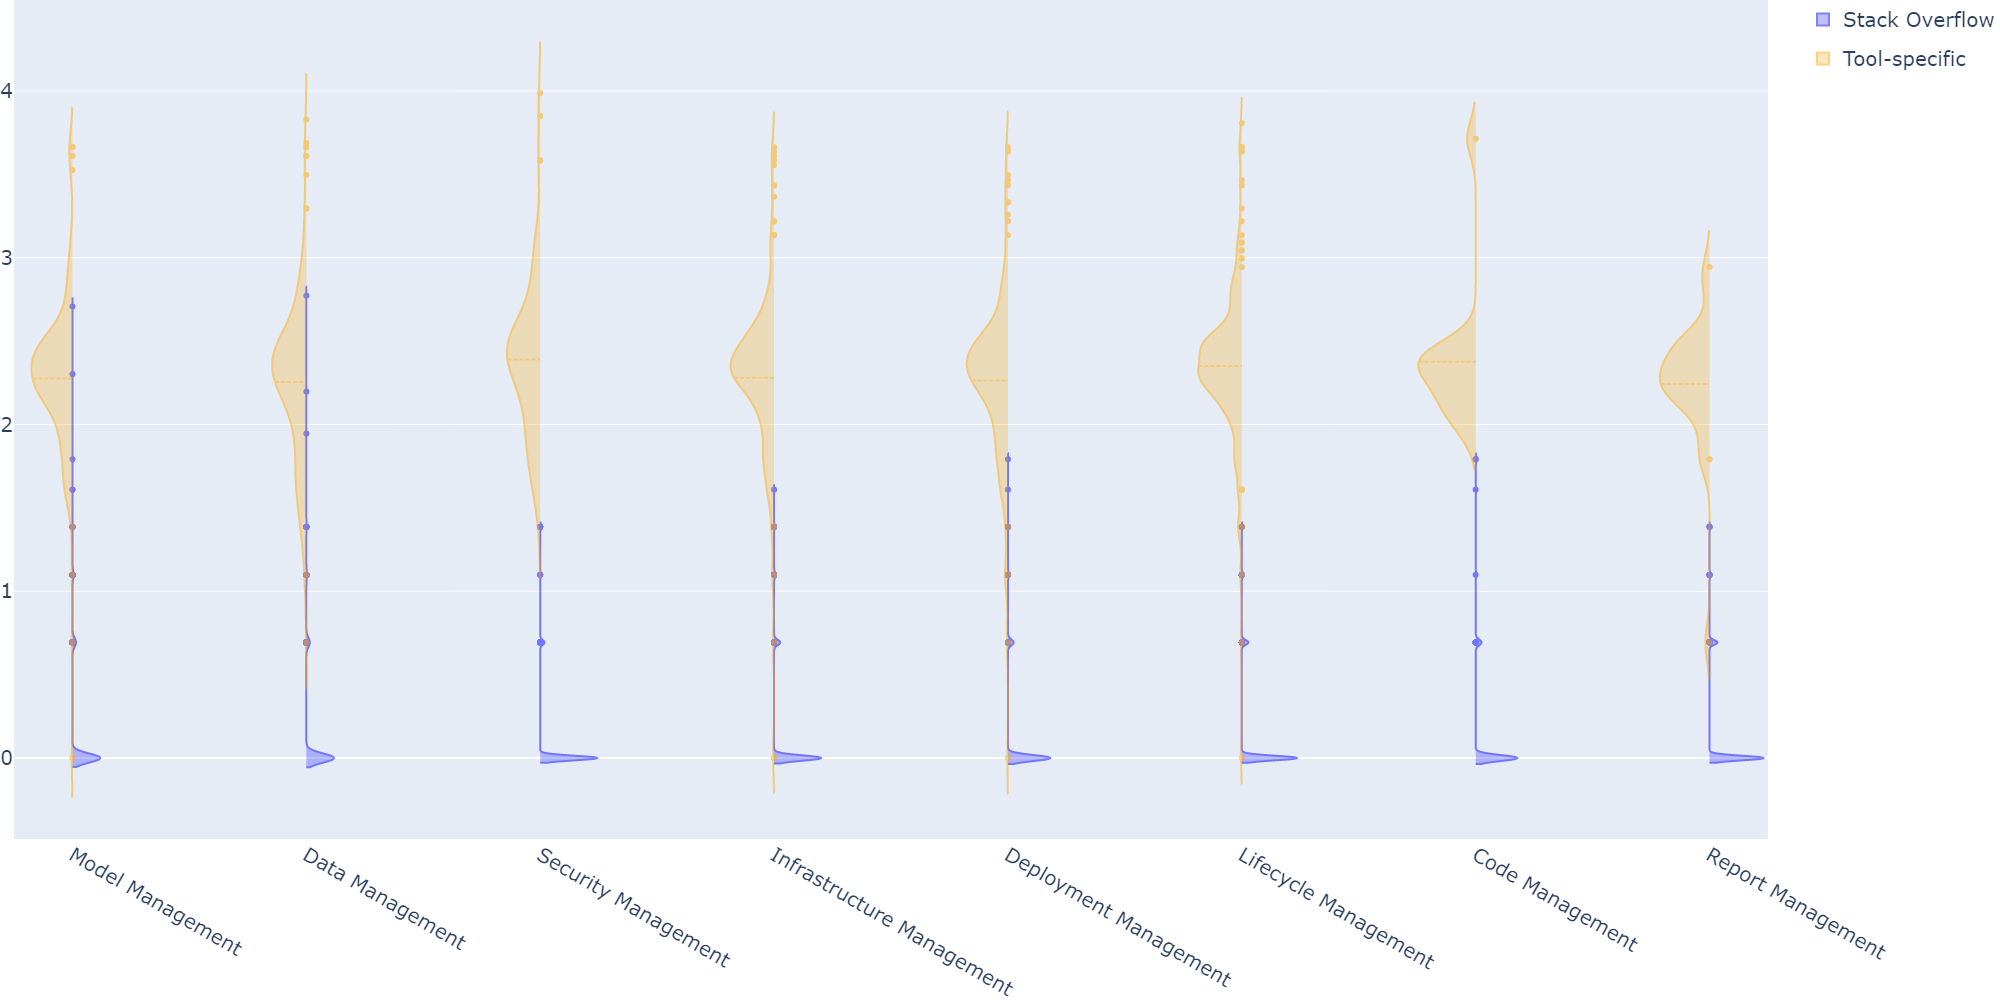 Stack Overflow
Tool-specific
4
3
2
1
0
Model Management
Data Management
Security Management
Infrastructure Management
Deployment Management
Lifecycle Management
Code Management
Report Management